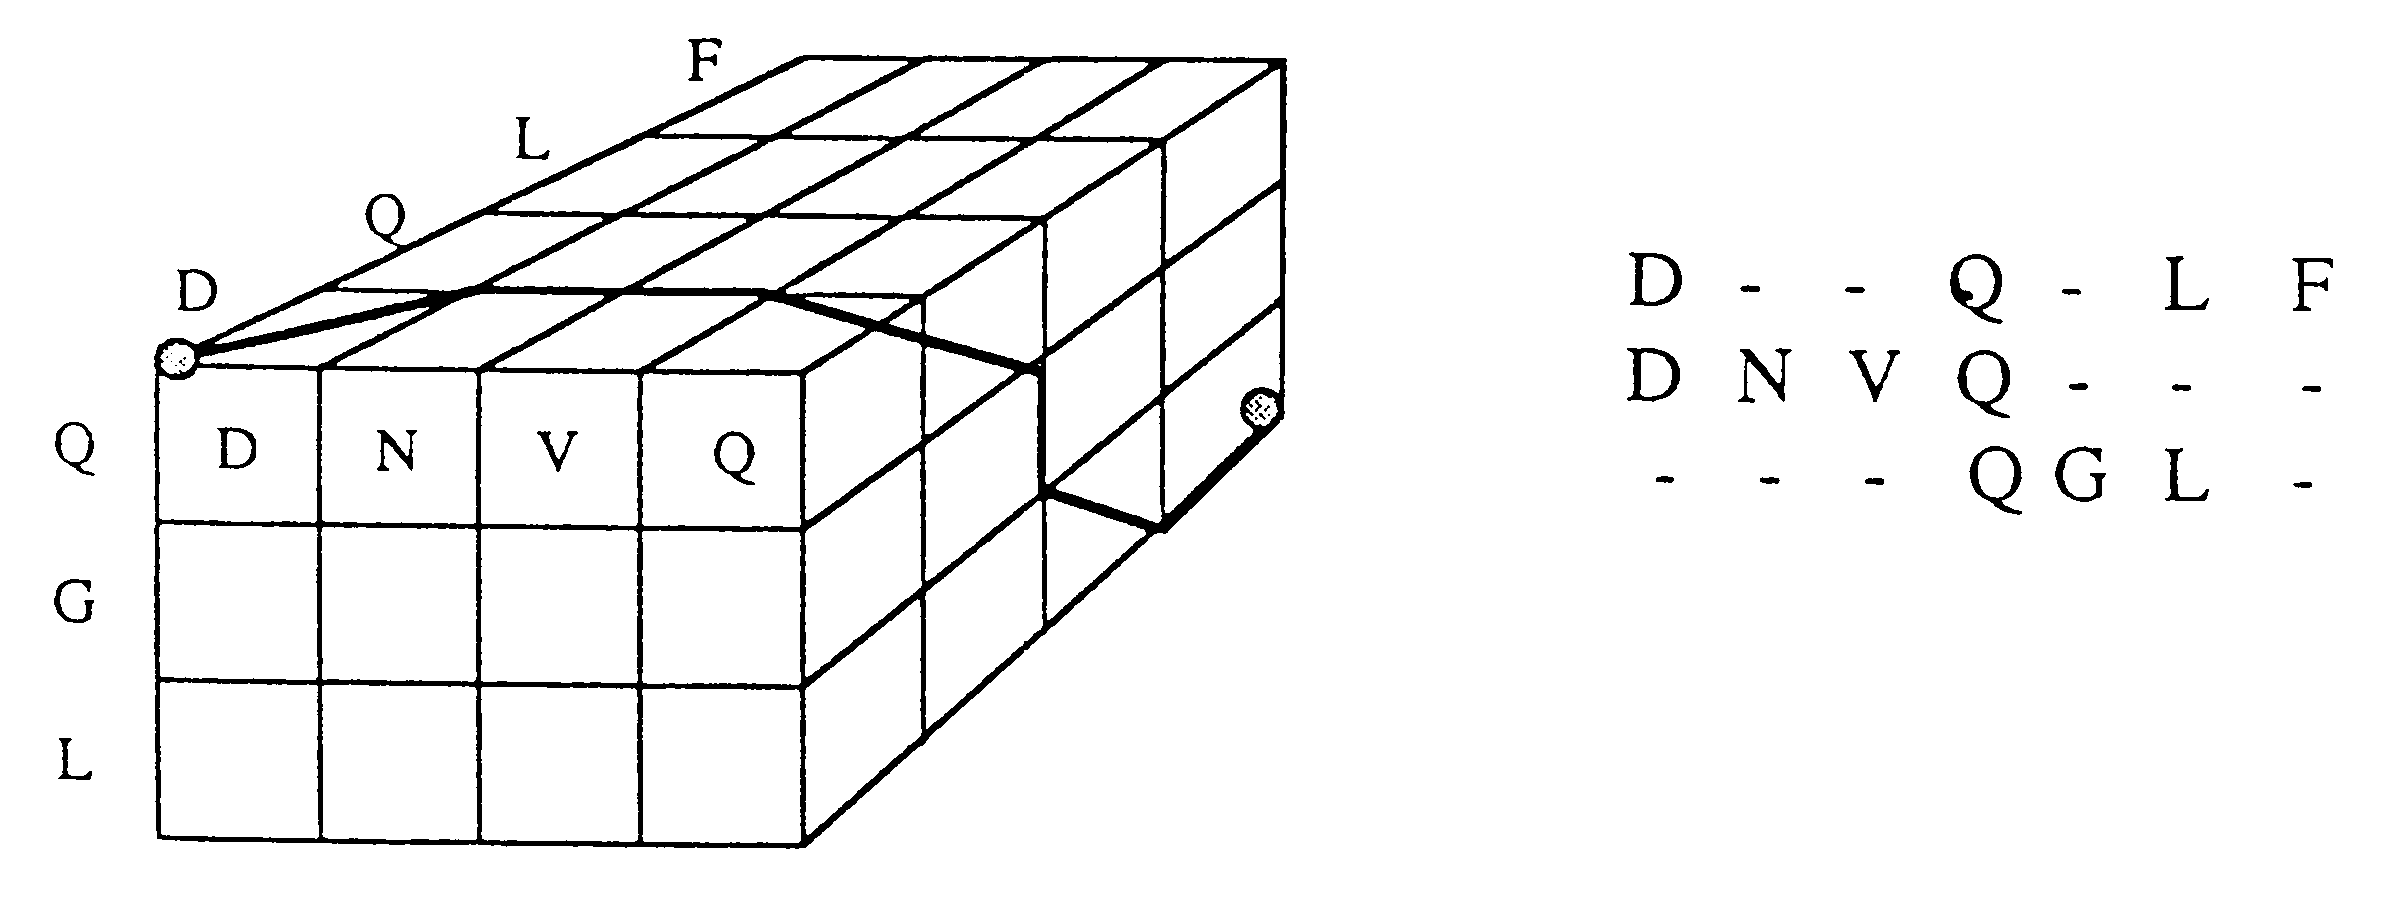 F
L
Q
D
Q D N V Q
G
L
D - - Q - L F
D N V Q - - -
- - - Q G L -